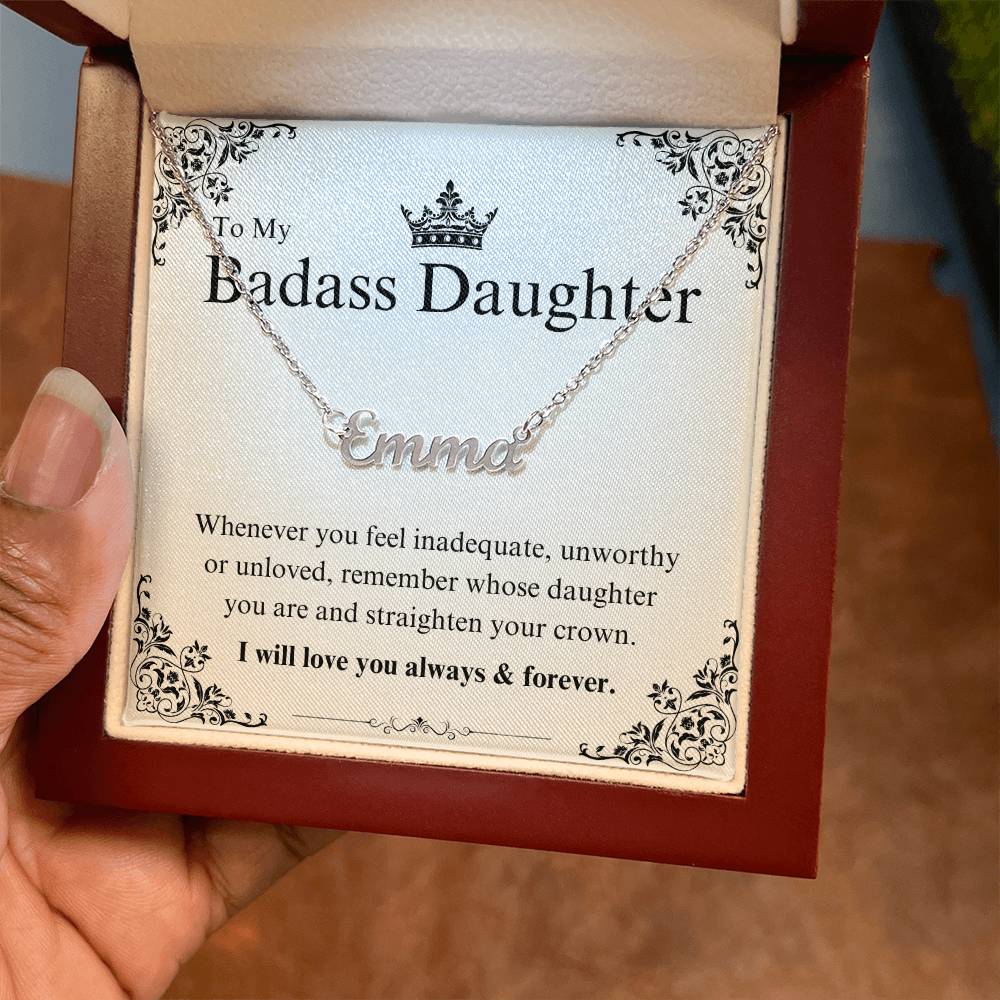 To My
Badass Daughter
Emma
Whenever you feel inadequate, unworthy
or unloved, remember whose daughter
you are and straighten your crown.
I will love you always & forever.